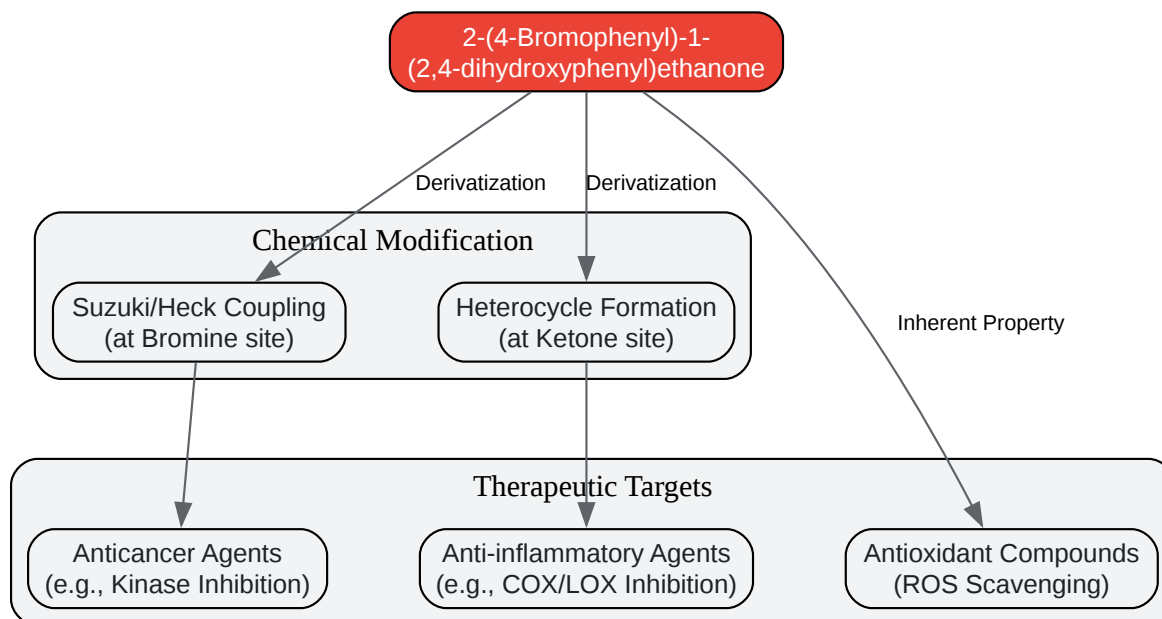 2-(4-Bromophenyl)-1-
(2,4-dihydroxyphenyl)ethanone
Derivatization
Derivatization
Chemical Modification
Suzuki/Heck Coupling
(at Bromine site)
Heterocycle Formation
(at Ketone site)
Inherent Property
Therapeutic Targets
Anticancer Agents
(e.g., Kinase Inhibition)
Anti-inflammatory Agents
(e.g., COX/LOX Inhibition)
Antioxidant Compounds
(ROS Scavenging)